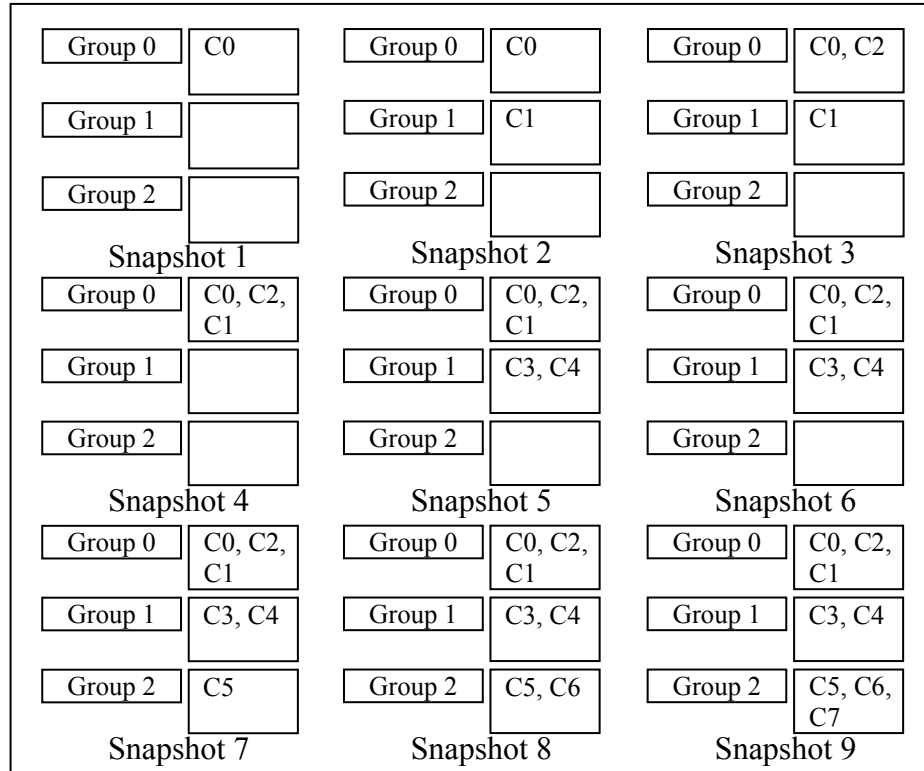 Group 0 C0
Group 1
Group 2
Snapshot 1
Group 0 C0
Group 1 C1
Group 2
Snapshot 2
Group 0 C0, C2
Group 1 C1
Group 2
Snapshot 3
Group 0 C0, C2,
C1
Group 1
Group 2
Snapshot 4
Group 0 C0, C2,
C1
Group 1 C3, C4
Group 2
Snapshot 5
Group 0 C0, C2,
C1
Group 1 C3, C4
Group 2
Snapshot 6
Group 0 C0, C2,
C1
Group 1 C3, C4
Group 2 C5
Snapshot 7
Group 0 C0, C2,
C1
Group 1 C3, C4
Group 2 C5, C6
Snapshot 8
Group 0 C0, C2,
C1
Group 1 C3, C4
Group 2 C5, C6,
C7
Snapshot 9